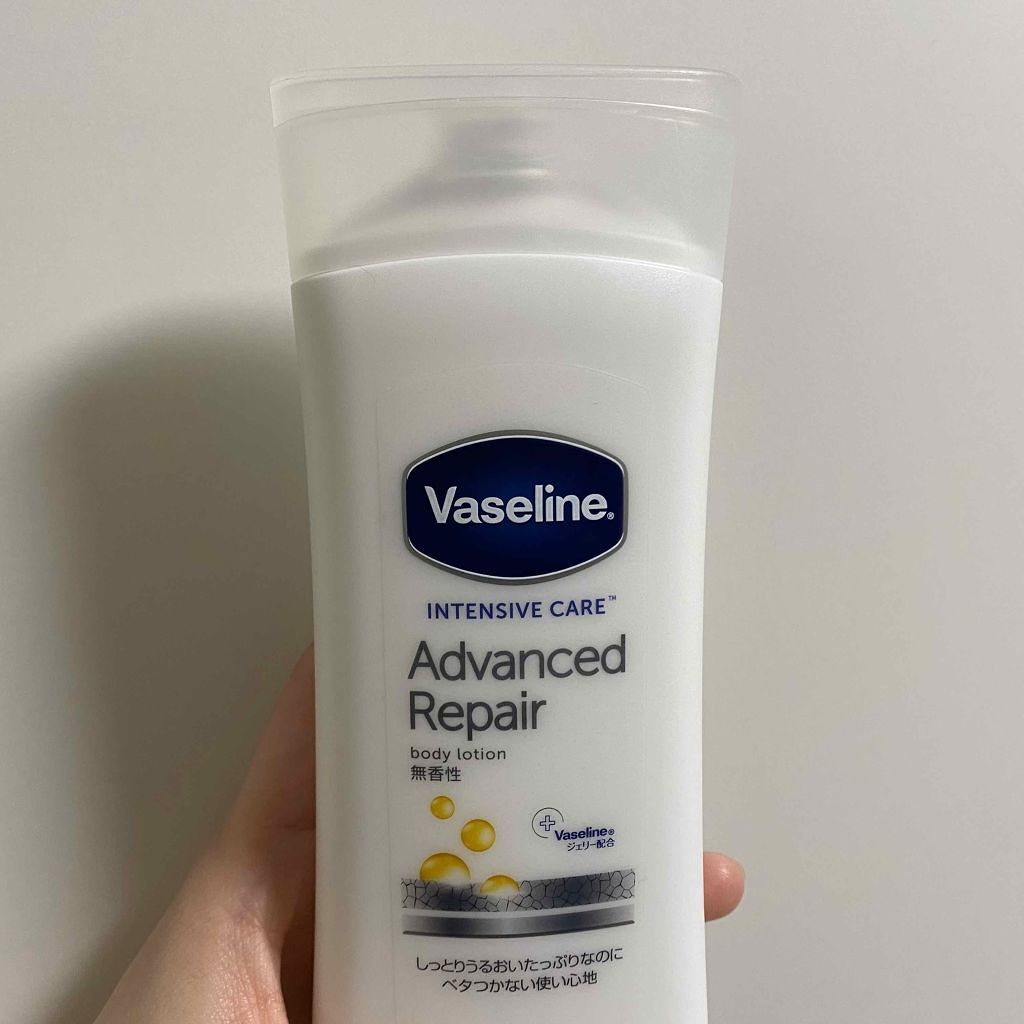 Vaseline®
INTENSIVE CARE™
Advanced
Repair
body lotion
無香性
Vaseline®
ジェリー配合
しっとりうるおいたっぷりなのに
ベタつかない使い心地